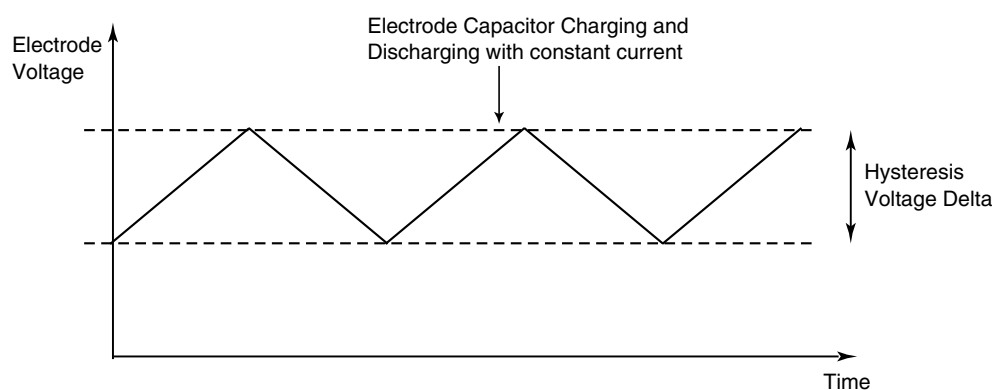 Electrode Capacitor Charging and
Discharging with constant current
Electrode
Voltage
Hysteresis
Voltage Delta
Time